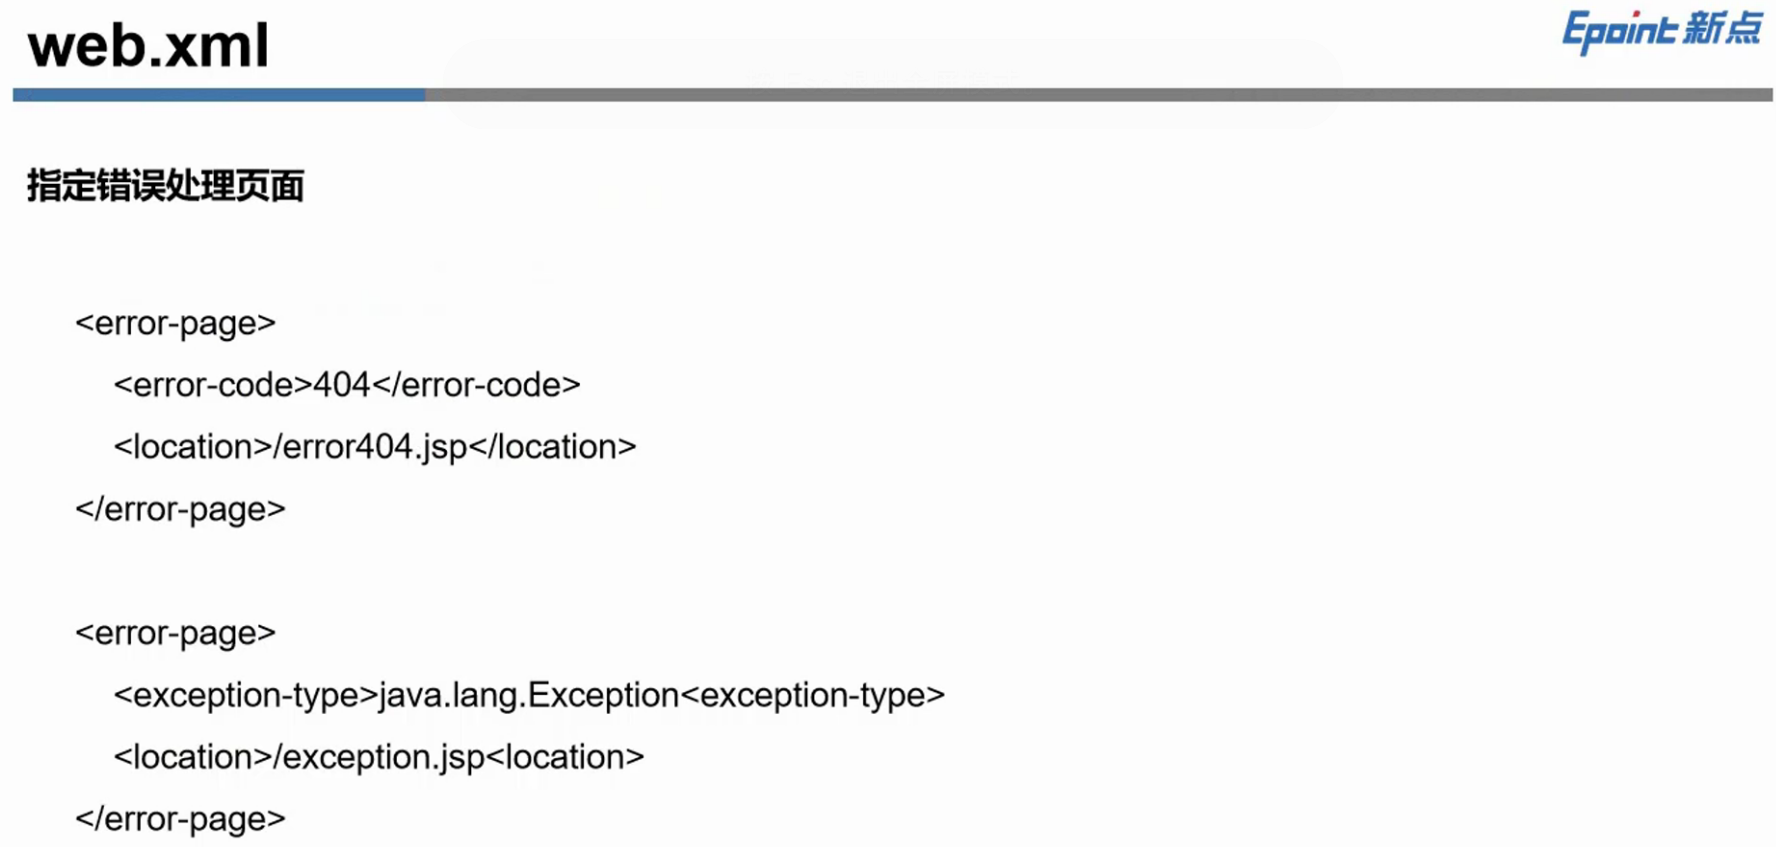 web.xml
Epoint 新点
指定错误处理页面
<error-page>
<error-code>404</error-code>
<location>/error404.jsp</location>
</error-page>
<error-page>
<exception-type>java.lang.Exception<exception-type>
<location>/exception.jsp<location>
</error-page>